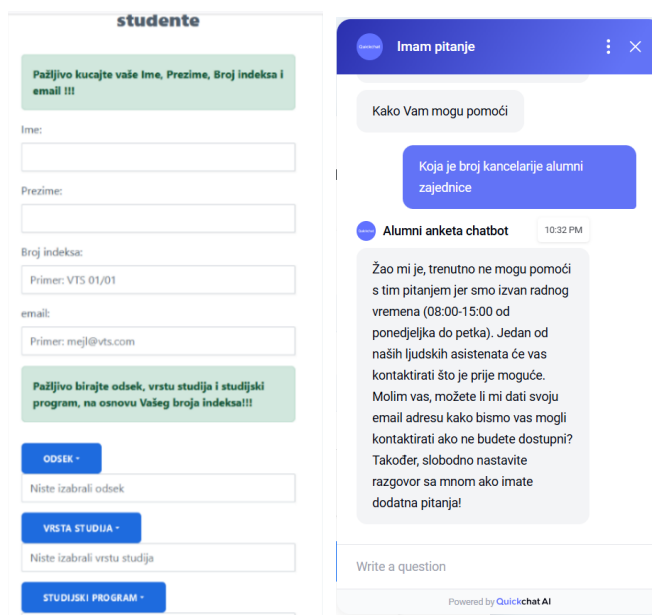 studente
Pažljivo kucajte vaše Ime, Prezime, Broj indeksa i
email !!!
Ime:
Prezime:
Broj indeksa:
Primer: VTS 01/01
email:
Primer: mejl@vts.com
Pažljivo birajte odsek, vrstu studija i studijski
program, na osnovu Vašeg broja indeksa!!!
ODSEK
Niste izabrali odsek
VRSTA STUDIJA
Niste izabrali vrstu studija
STUDIJSKI PROGRAM
Imam pitanje
Kako Vam mogu pomoći
Koja je broj kancelarije alumni
zajednice
Alumni anketa chatbot
10:32 PM
Žao mi je, trenutno ne mogu pomoći
s tim pitanjem jer smo izvan radnog
vremena (08:00-15:00 od
ponedjeljka do petka). Jedan od
naših ljudskih asistenata će vas
kontaktirati što je prije moguće.
Molim vas, možete li mi dati svoju
email adresu kako bismo vas mogli
kontaktirati ako ne budete dostupni?
Također, slobodno nastavite
razgovor sa mnom ako imate
dodatna pitanja!
Write a question
Powered by Quickchat AI